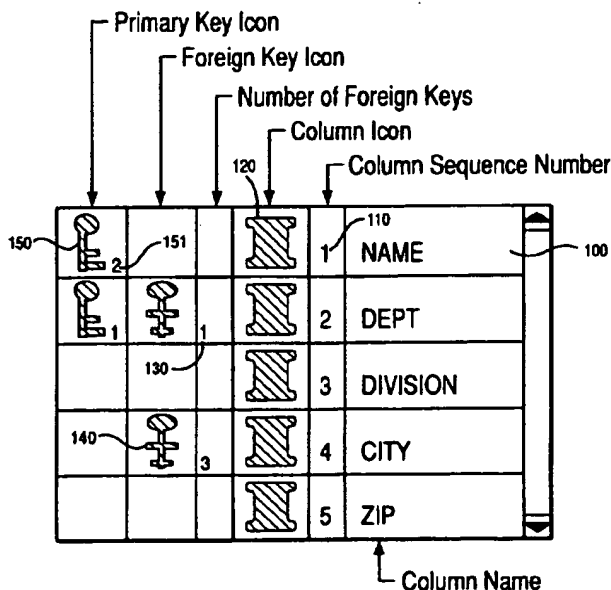 Primary Key Icon
Foreign Key Icon
Number of Foreign Keys
Column Icon
120
Column Sequence Number
150
2
151
1
110
NAME
100
1
1
2
DEPT
130
3
DIVISION
140
3
4
CITY
5
ZIP
Column Name